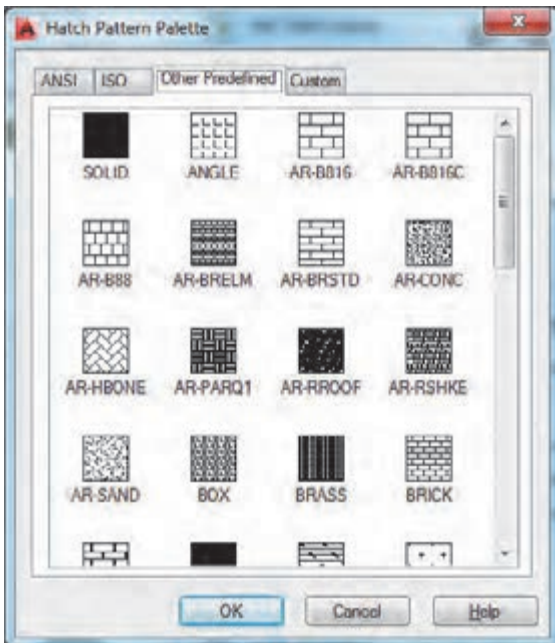 Hatch Pattern Palette
ANSI ISO Other Predefined Custom
SOLID ANGLE AR-B816 AR-B816C
AR-B88 AR-BRELM AR-BRSTD AR-CONC
AR-HBONE AR-PARQ1 AR-RROOF AR-RSHKE
AR-SAND BOX BRASS BRICK
OK Cancel Help